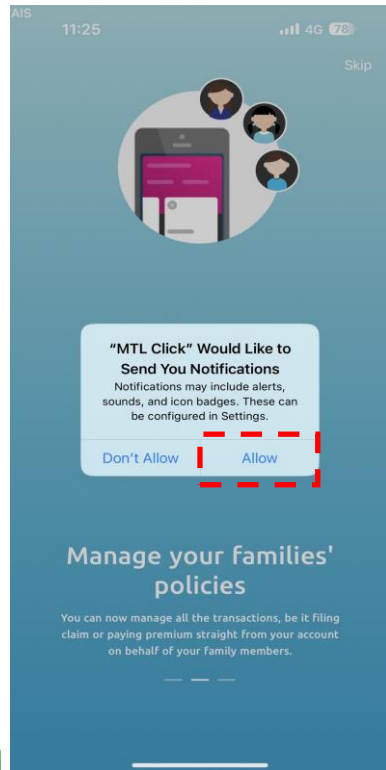 AIS
11:25 4G 78
Skip
“MTL Click” Would Like to
Send You Notifications
Notifications may include alerts,
sounds, and icon badges. These can
be configured in Settings.
Don't Allow Allow
Manage your families'
policies
You can now manage all the transactions, be it filing
claim or paying premium straight from your account
on behalf of your family members.